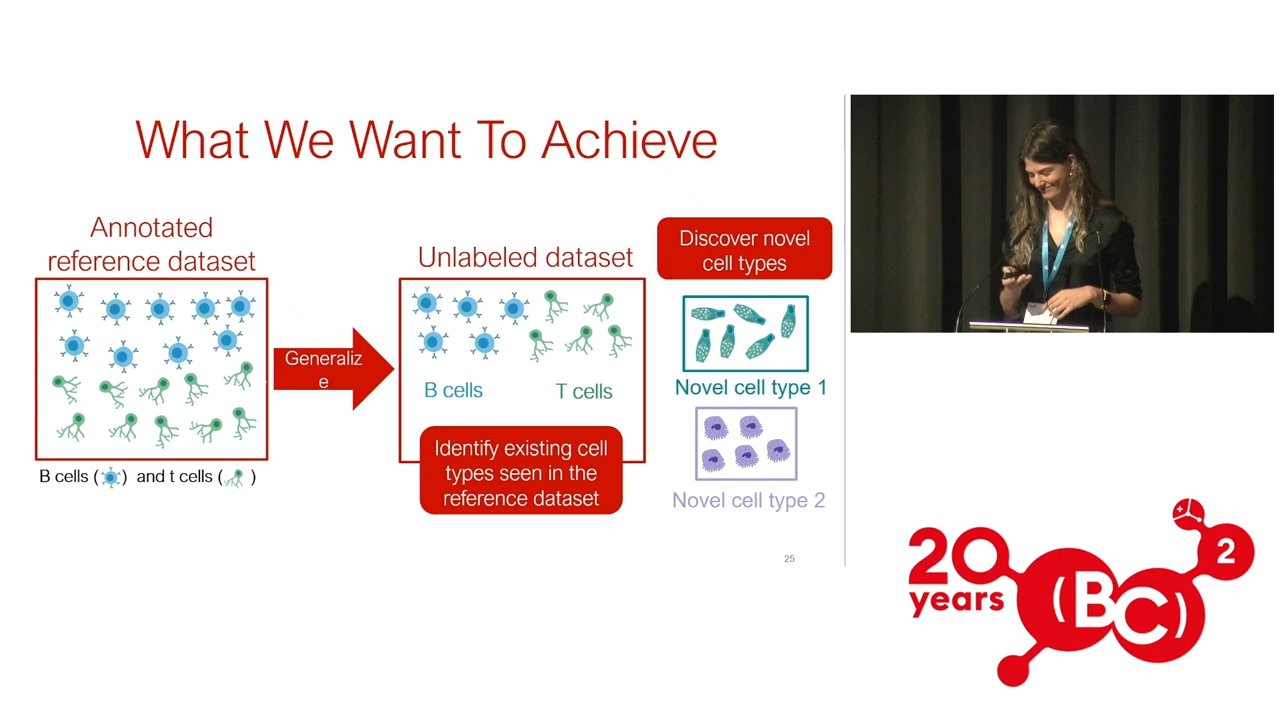 What We Want To Achieve
Annotated
reference dataset
B cells ( ) and t cells ( )
Generaliz
e
Unlabeled dataset
B cells
T cells
Identify existing cell
types seen in the
reference dataset
Discover novel
cell types
Novel cell type 1
Novel cell type 2
25
20
years
(BC)
2